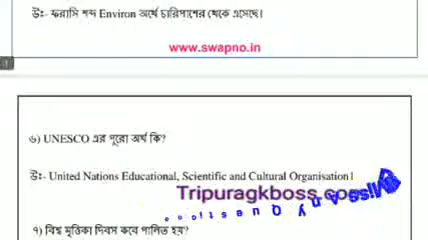 উঃ- ফরাসি শব্দ Environ অর্থে চারিপাশের থেকে এসেছে।
www.swapno.in
৬) UNESCO এর পূরো অর্থ কি?
উঃ- United Nations Educational, Scientific and Cultural Organisation।
Tripuragkboss.com
৭) বিশ্ব মৃত্তিকা দিবস কবে পালিত হয়?